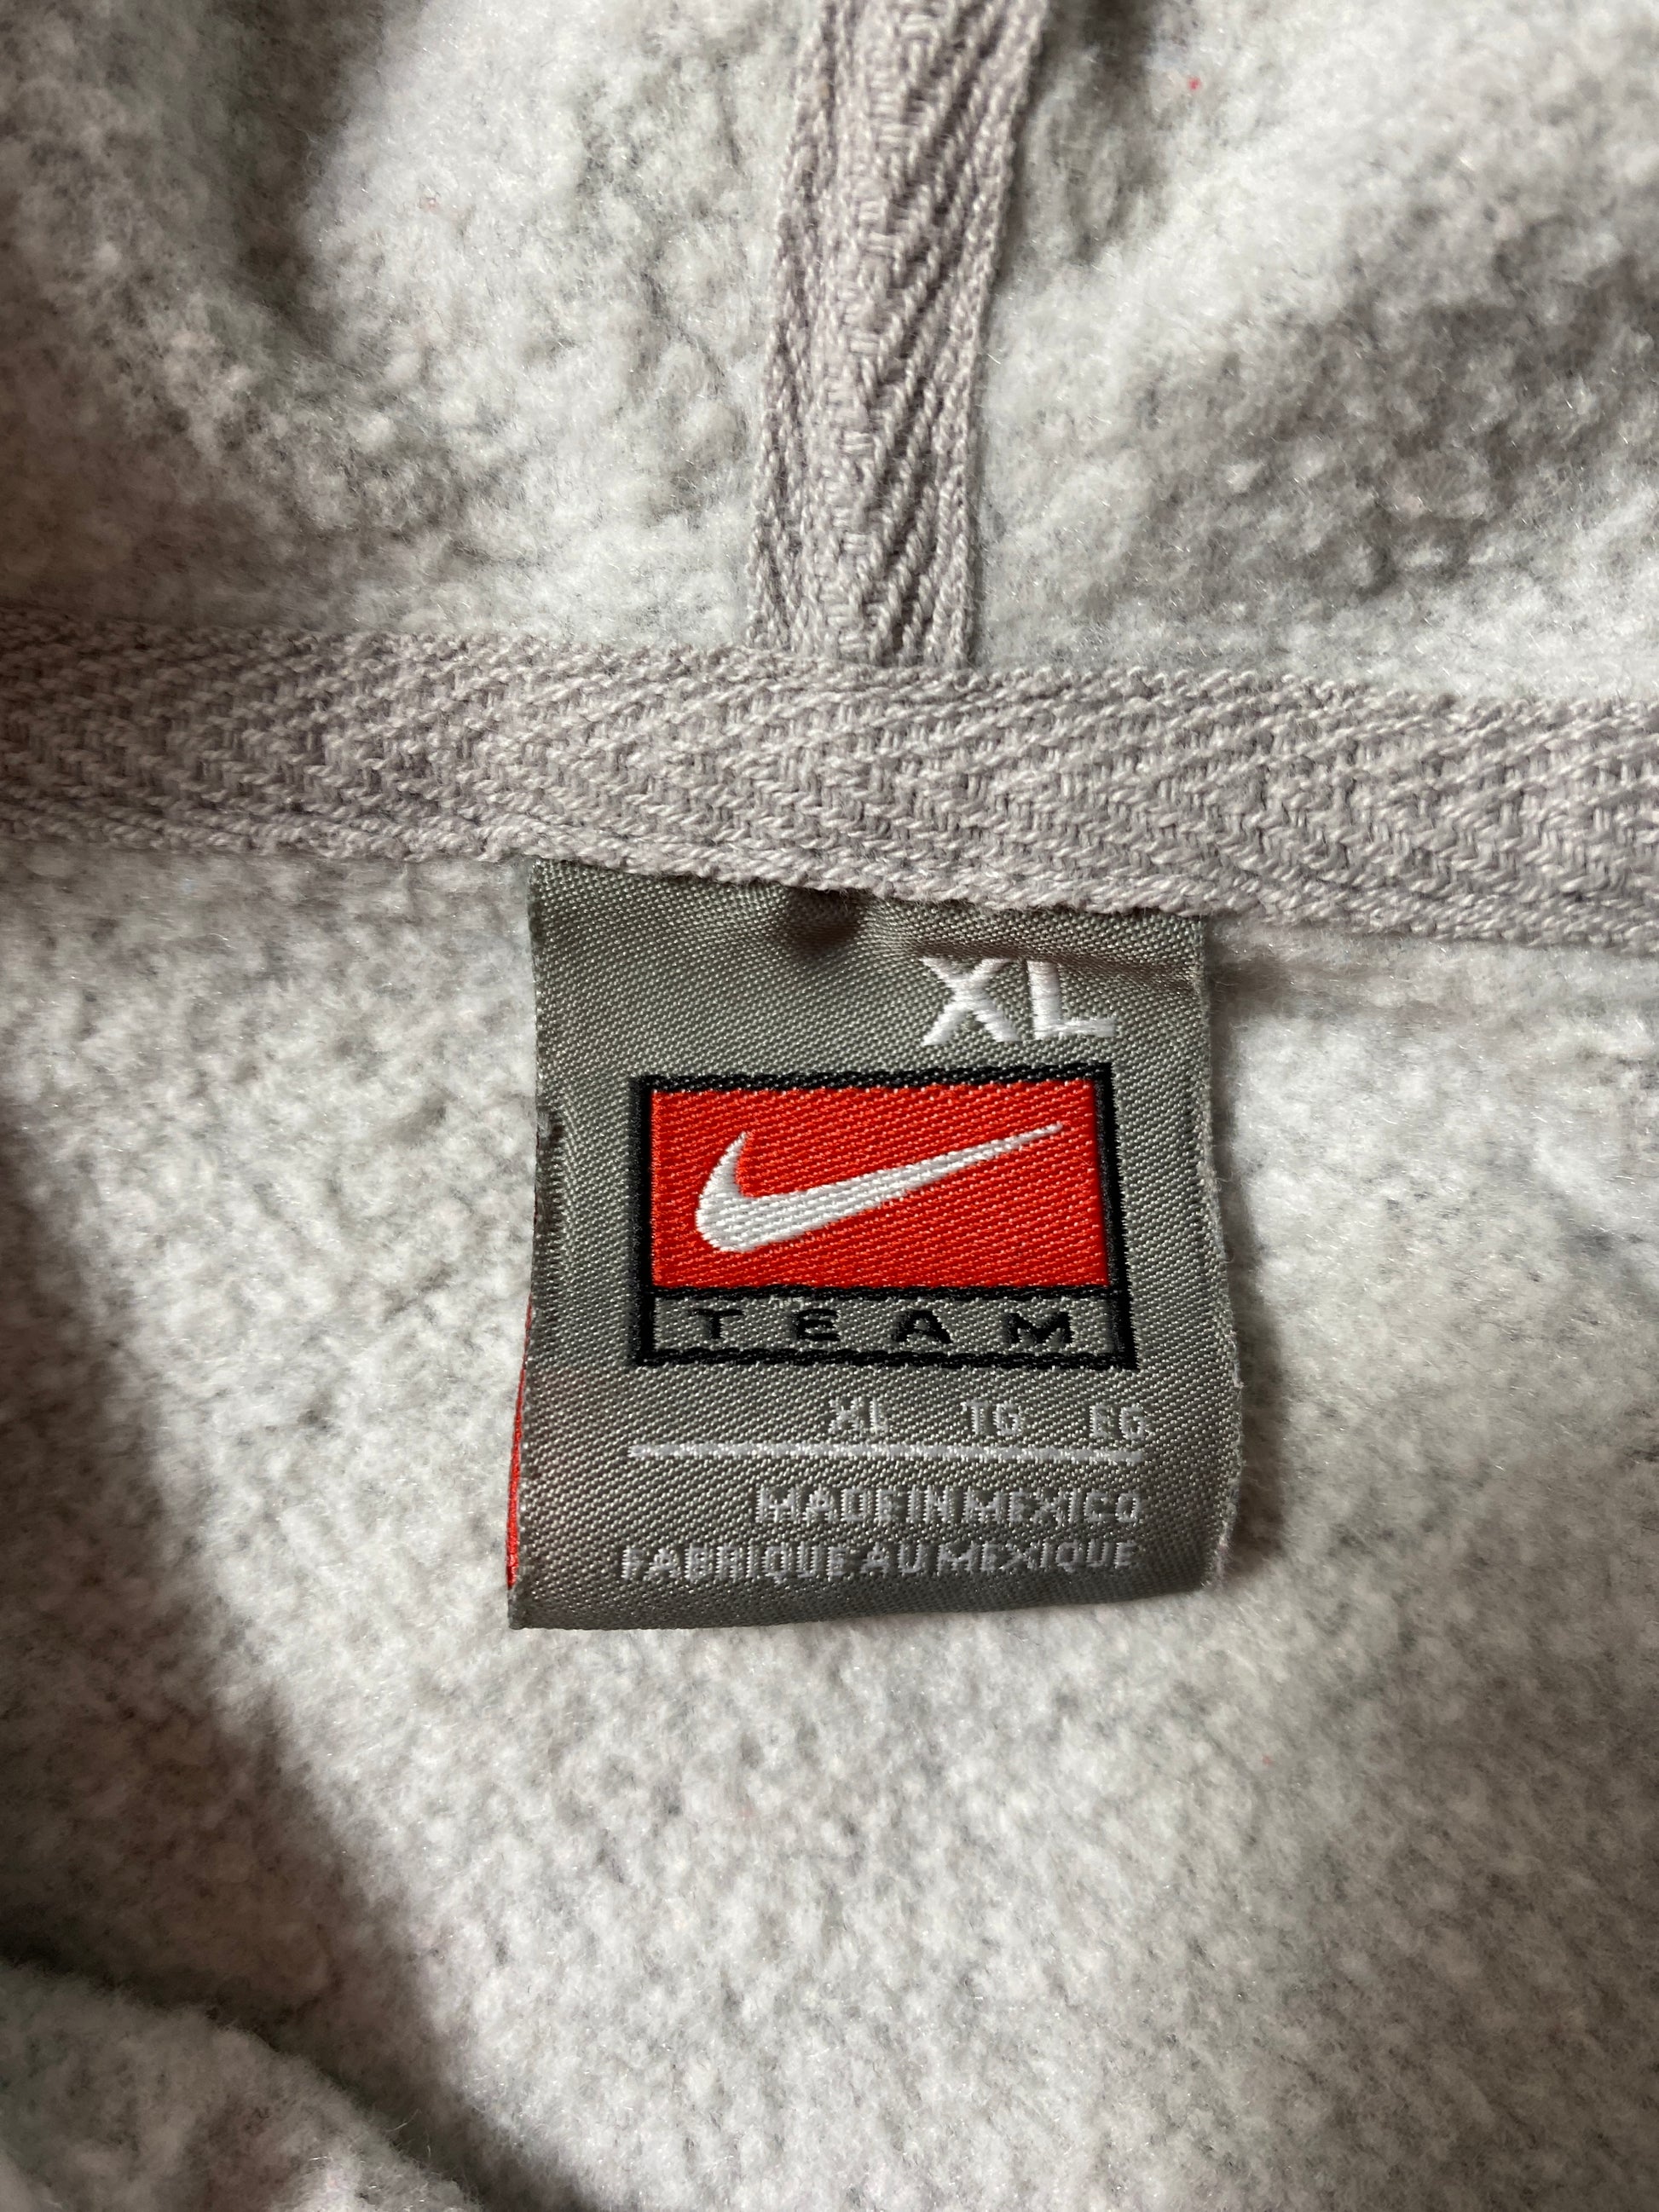 XL
TEAM
XL TG EG
MADE IN MEXICO
FABRIQUE AU MEXIQUE